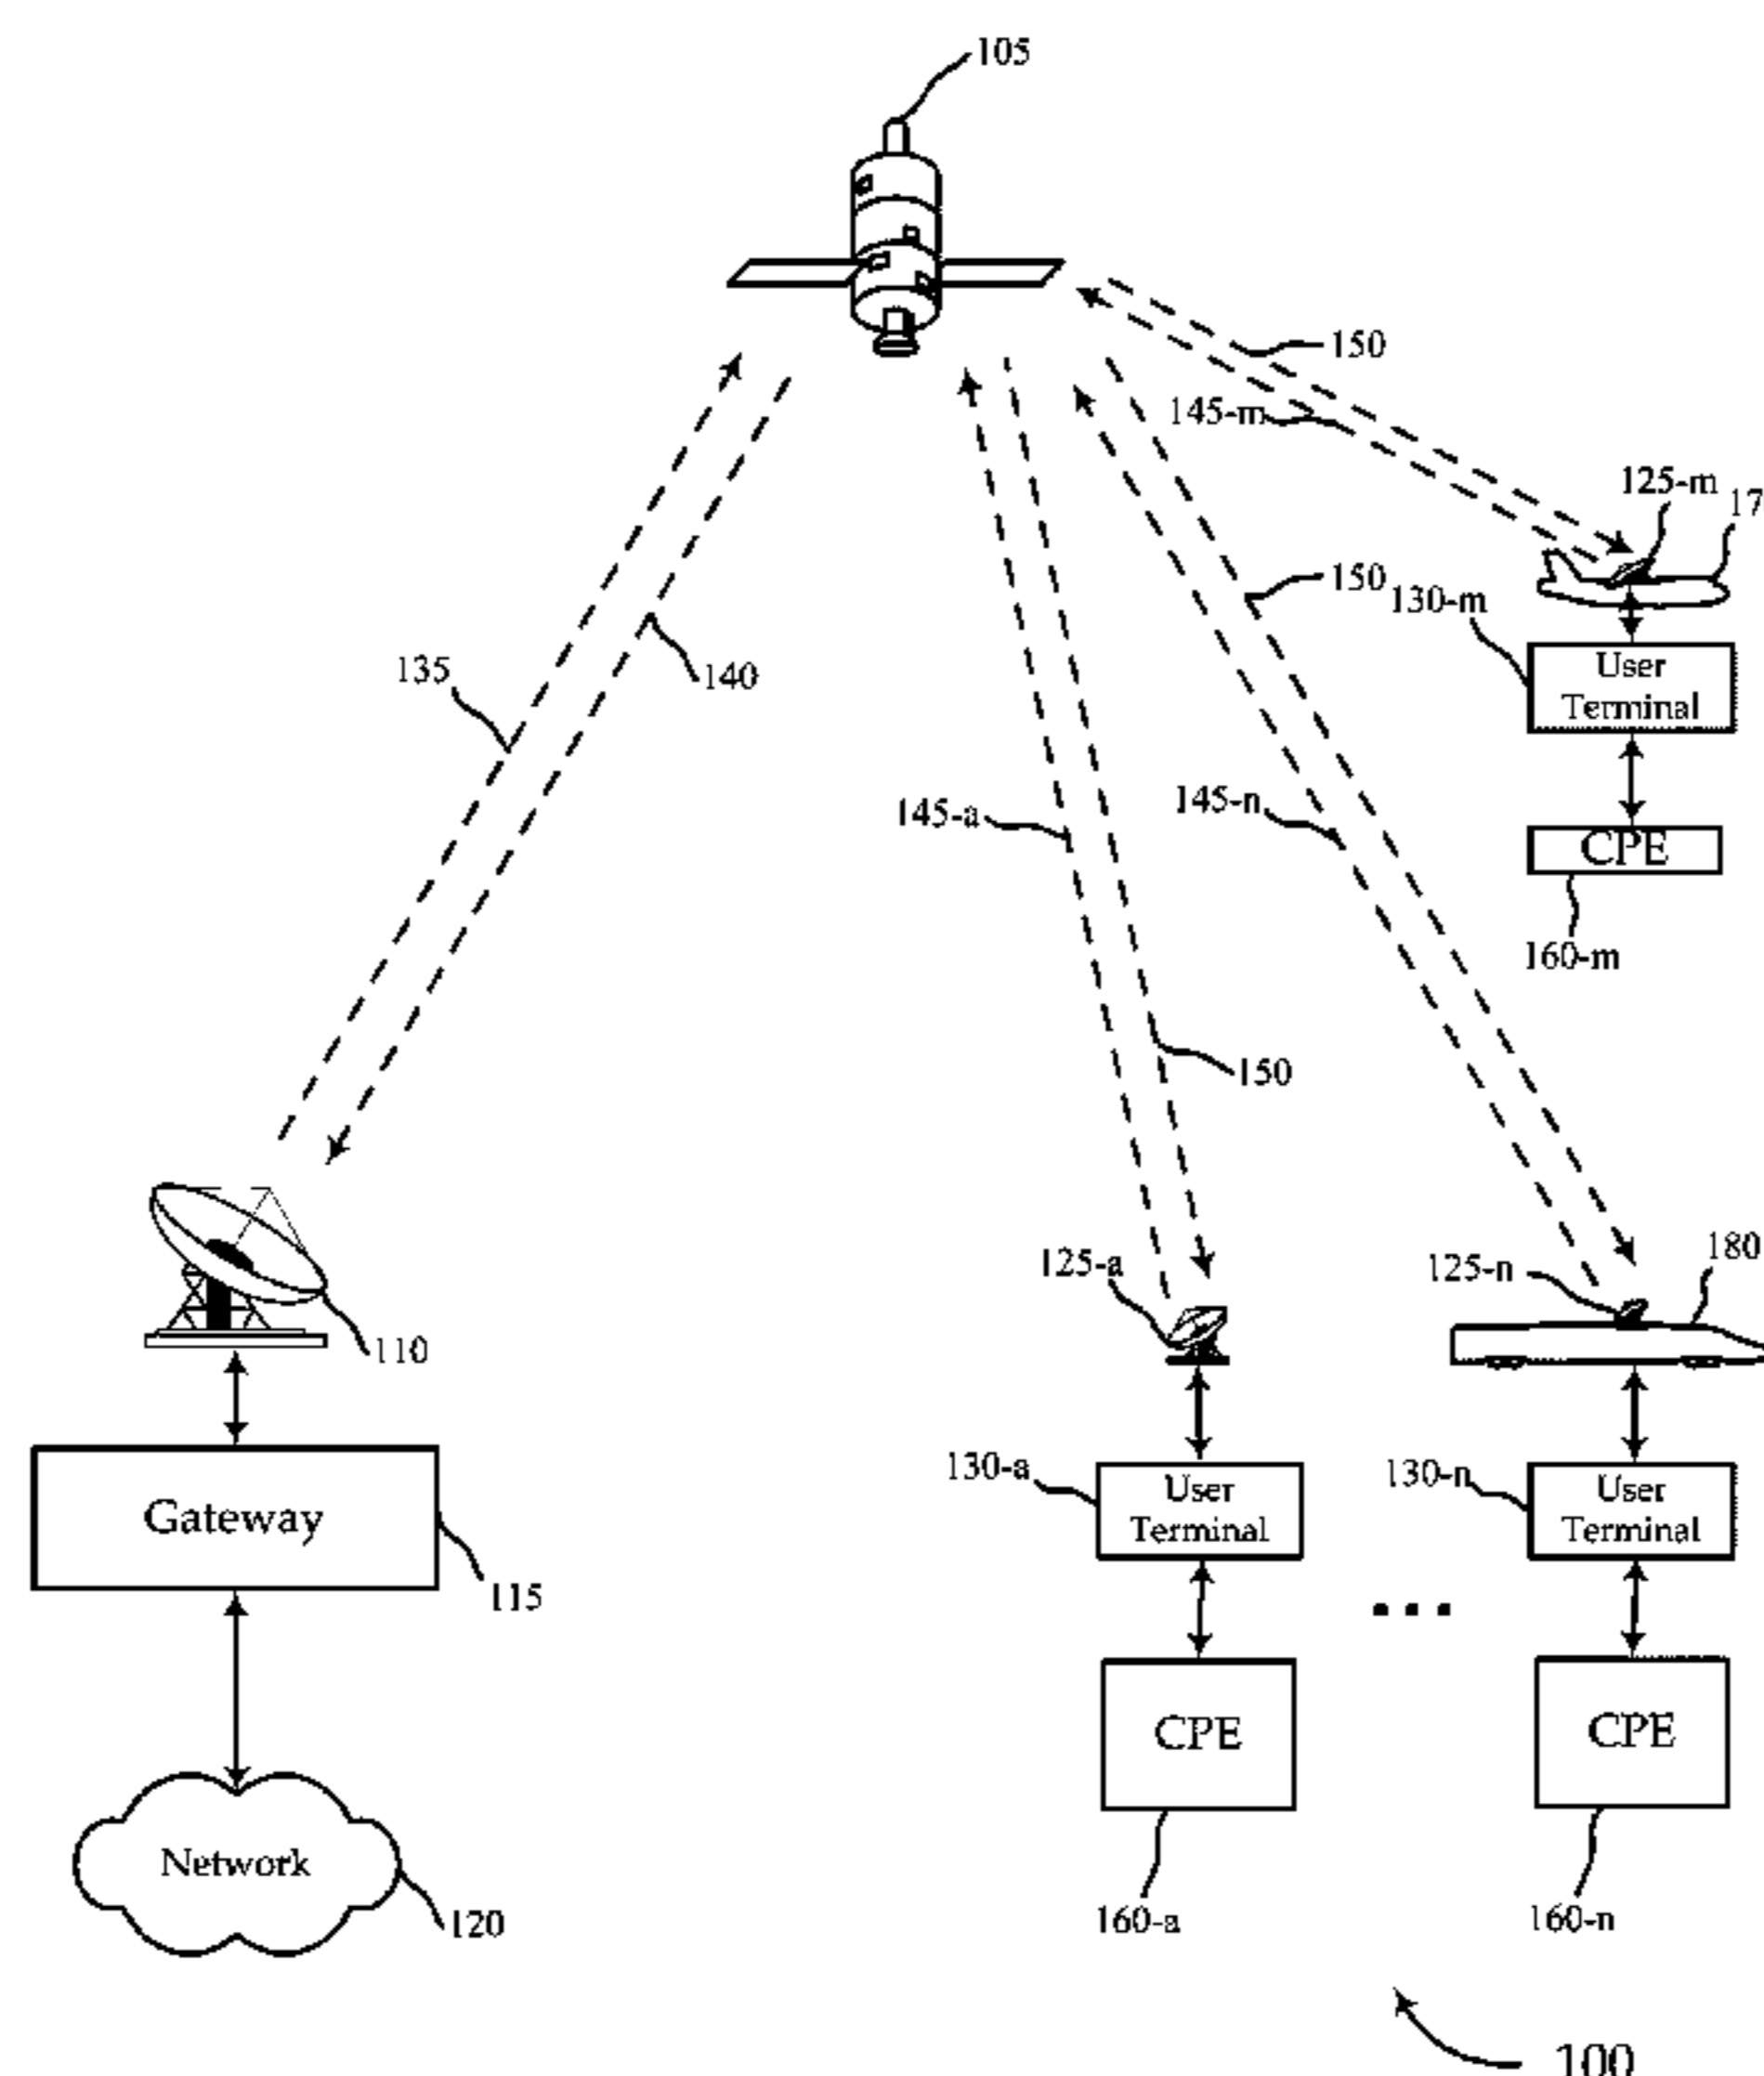 105
150
145-m
125-m
17
150
130-m
User
Terminal
135
140
145-a
145-n
CPE
160-m
150
125-a
125-n
180
110
130-a
User
Terminal
130-n
User
Terminal
Gateway
115
...
CPE
CPE
Network
120
160-a
160-n
100